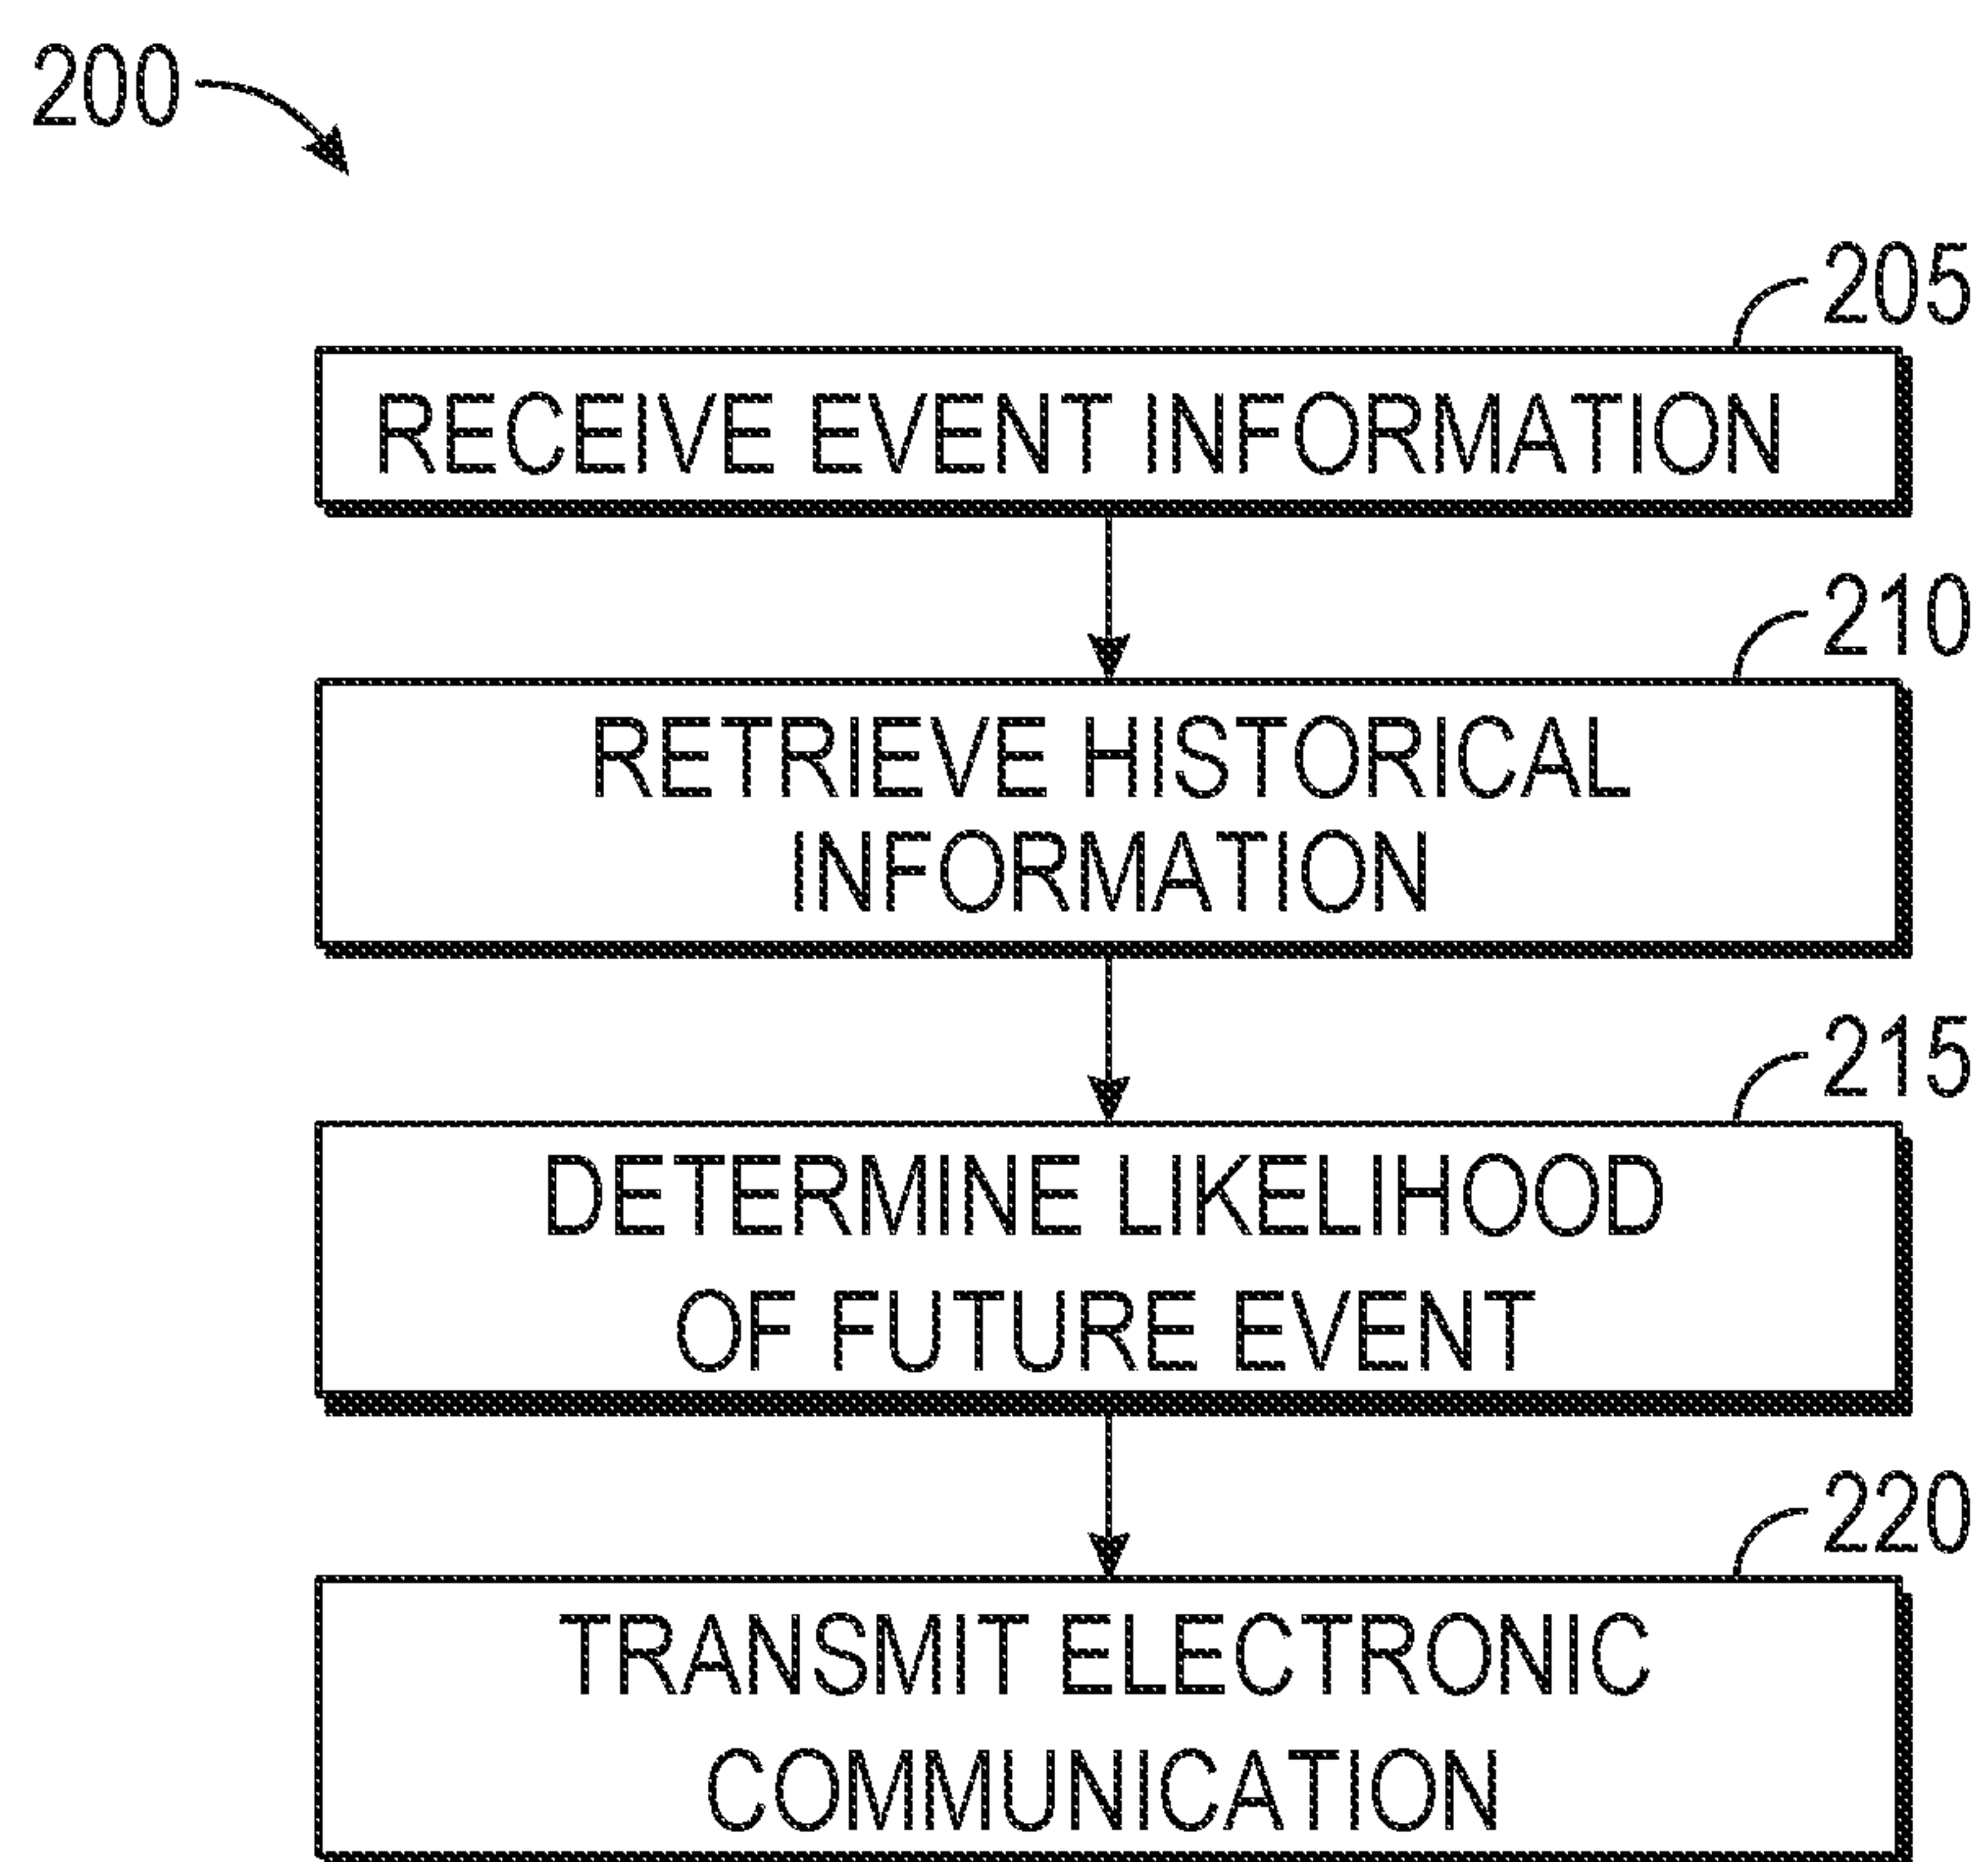 200
205
RECEIVE EVENT INFORMATION
210
RETRIEVE HISTORICAL
INFORMATION
215
DETERMINE LIKELIHOOD
OF FUTURE EVENT
220
TRANSMIT ELECTRONIC
COMMUNICATION